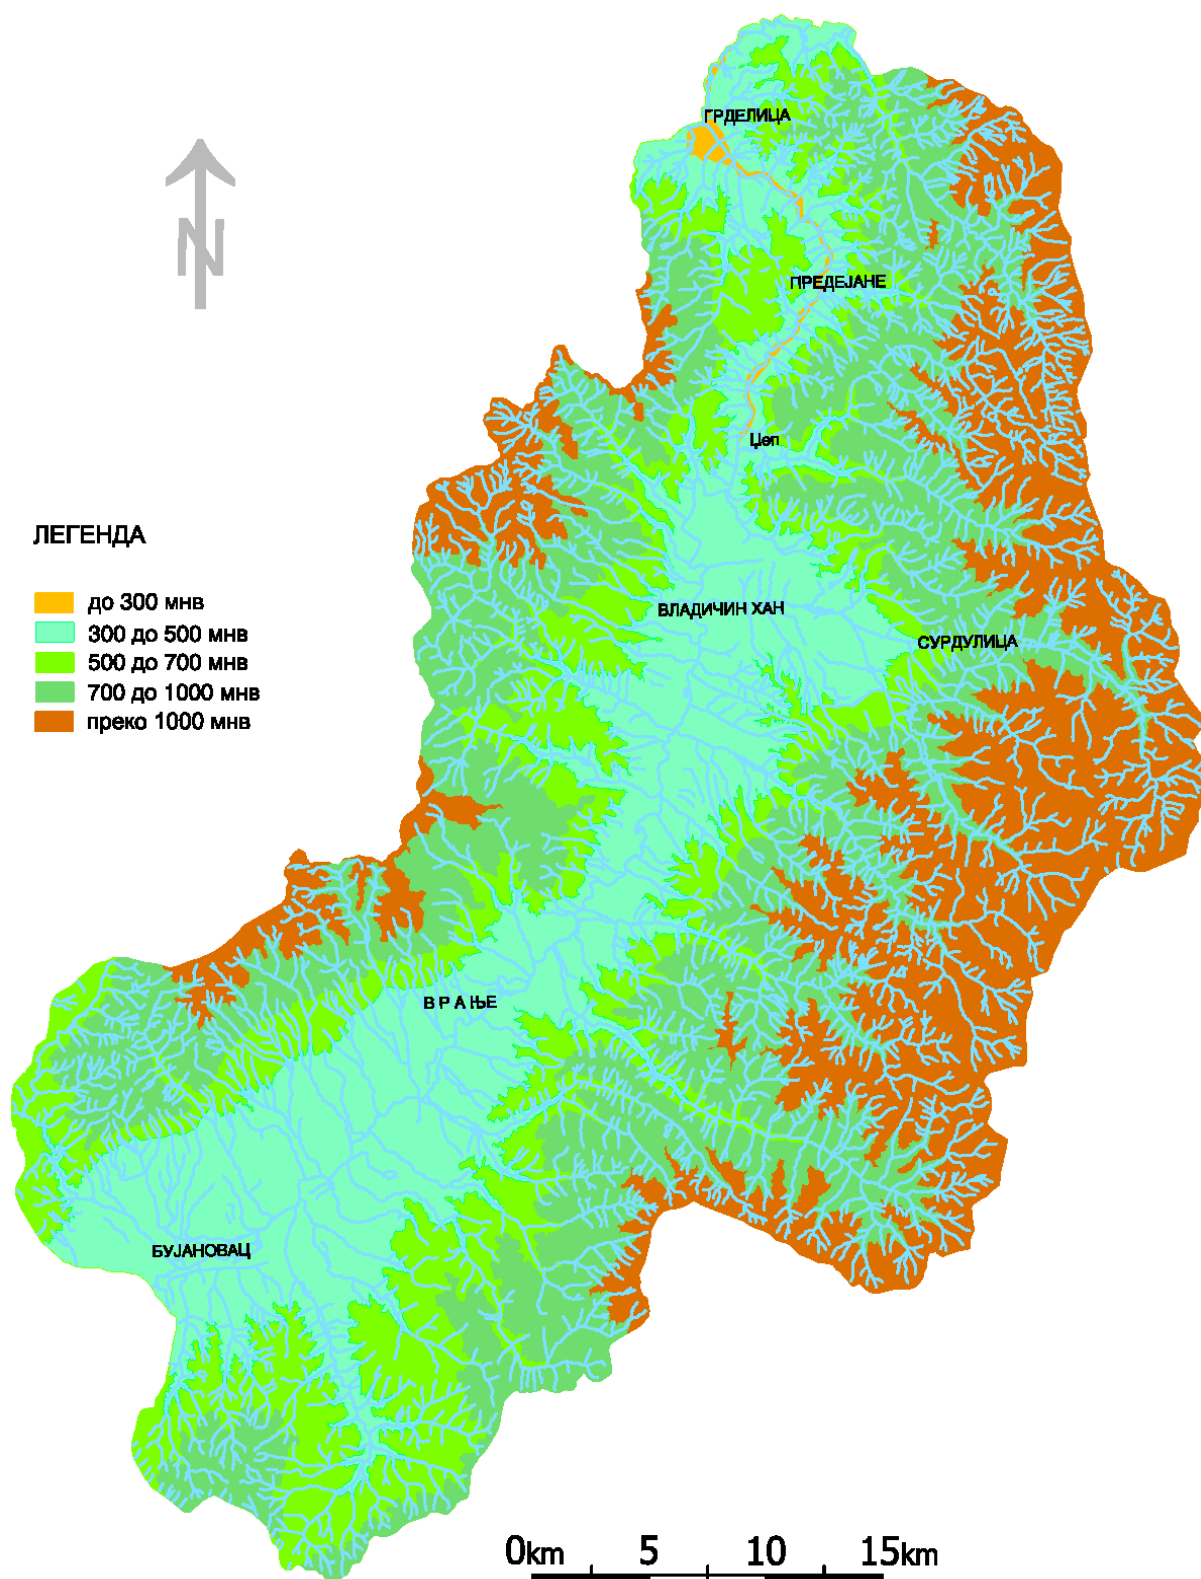 ГРДЕЛИЦА
N
ПРЕДЕЈАНЕ
Џеп
ЛЕГЕНДА
до 300 мнв
300 до 500 мнв
500 до 700 мнв
700 до 1000 мнв
преко 1000 мнв
ВЛАДИЧИН ХАН
СУРДУЛИЦА
ВРАЊЕ
БУЈАНОВАЦ
0km 5 10 15km